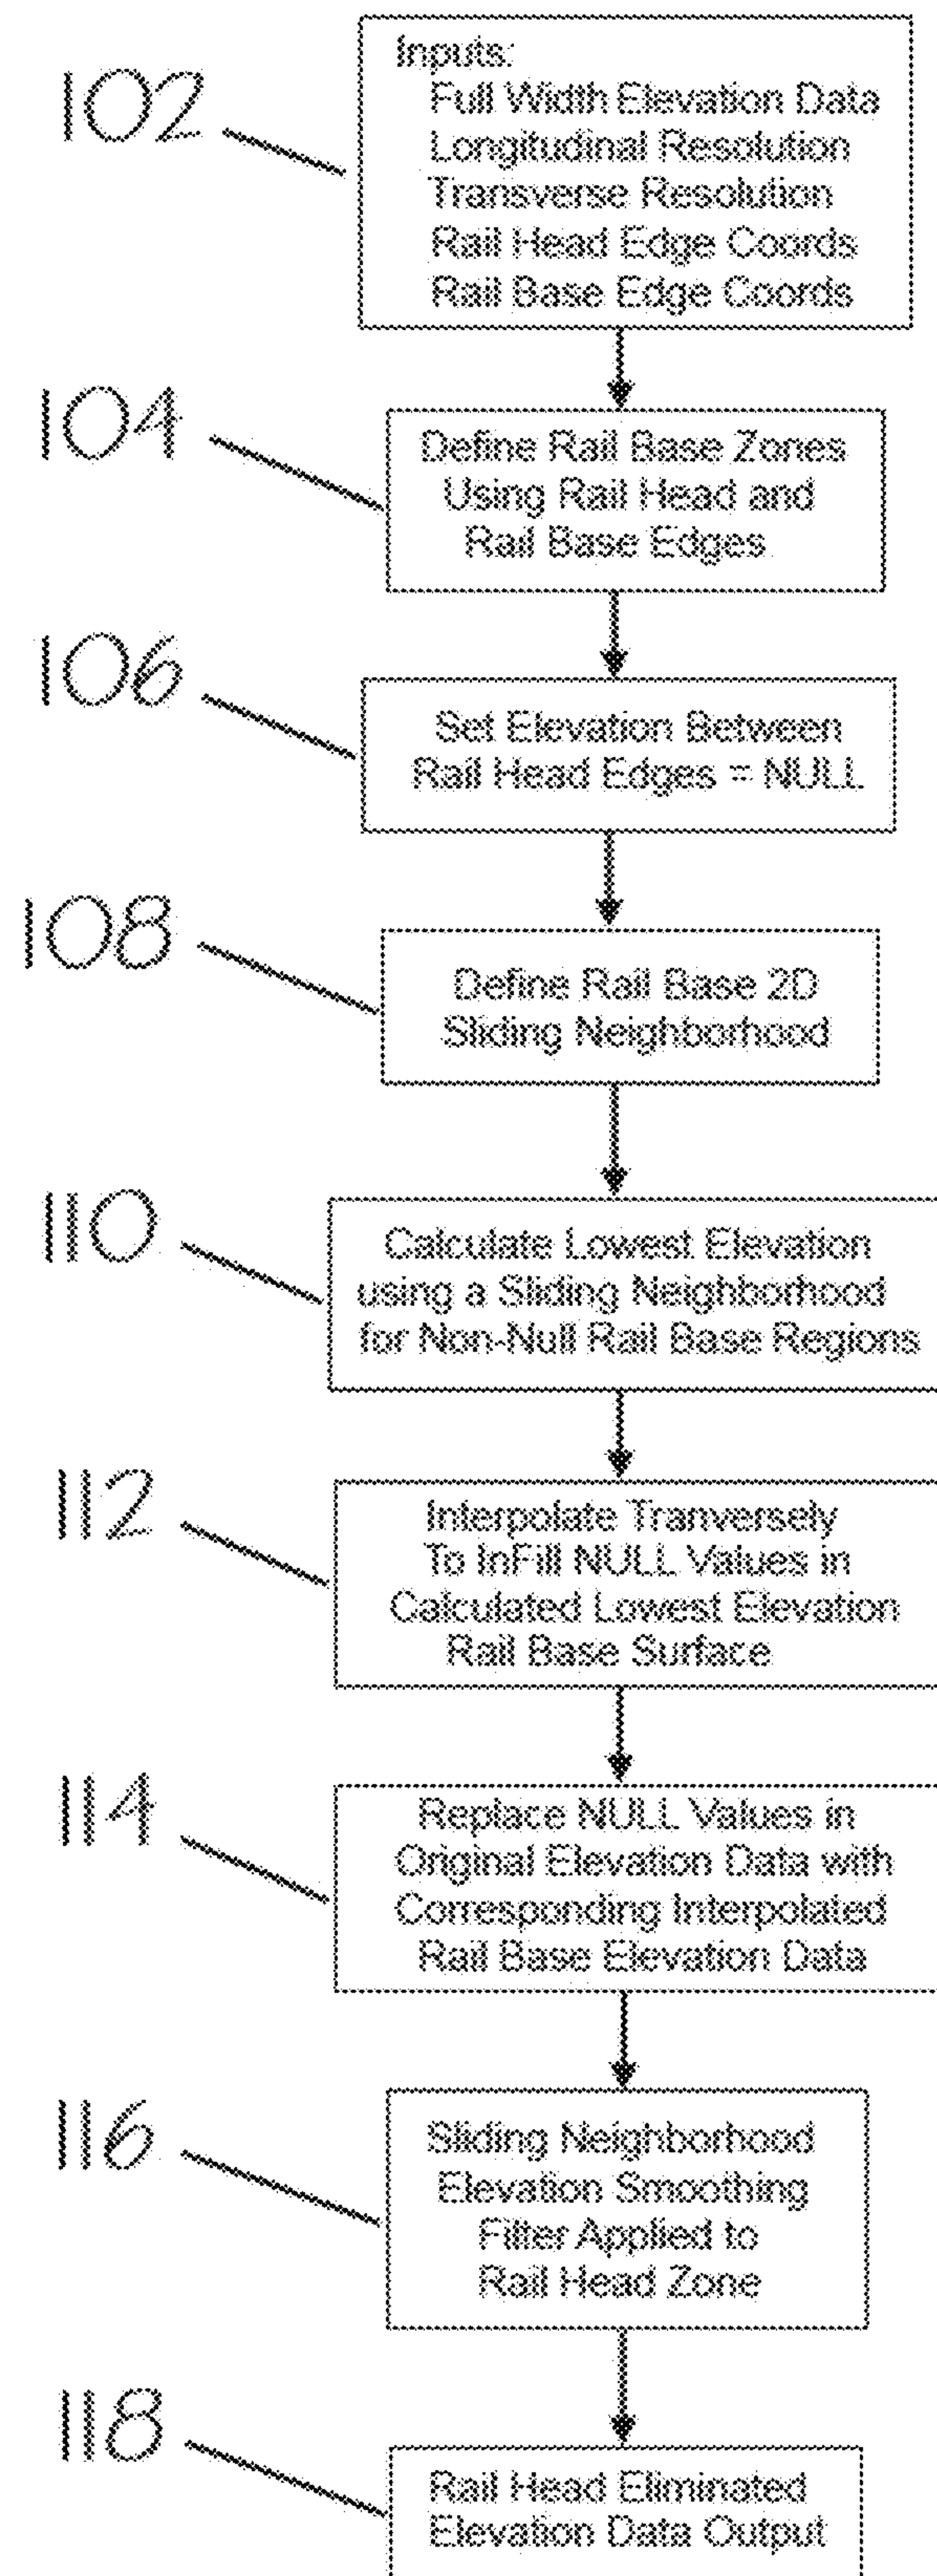 102
Inputs:
Full Width Elevation Data
Longitudinal Resolution
Transverse Resolution
Rail Head Edge Coords
Rail Base Edge Coords
104
Define Rail Base Zones
Using Rail Head and
Rail Base Edges
106
Set Elevation Between
Rail Head Edges = NULL
108
Define Rail Base 2D
Sliding Neighborhood
110
Calculate Lowest Elevation
using a Sliding Neighborhood
for Non-Null Rail Base Regions
112
Interpolate Tranversely
To InFill NULL Values in
Calculated Lowest Elevation
Rail Base Surface
114
Replace NULL Values in
Original Elevation Data with
Corresponding Interpolated
Rail Base Elevation Data
116
Sliding Neighborhood
Elevation Smoothing
Filter Applied to
Rail Head Zone
118
Rail Head Eliminated
Elevation Data Output